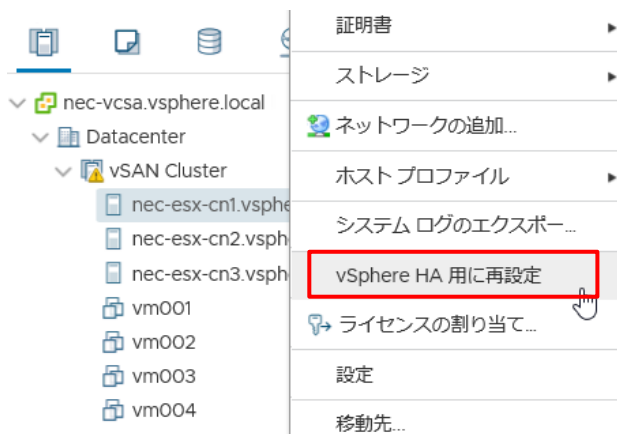 nec-vcsa.vsphere.local
Datacenter
vSAN Cluster
nec-esx-cn1.vsphe
nec-esx-cn2.vsph
nec-esx-cn3.vsph
vm001
vm002
vm003
vm004
証明書
ストレージ
ネットワークの追加...
ホスト プロファイル
システム ログのエクスポー...
vSphere HA 用に再設定
ライセンスの割り当て...
設定
移動先...